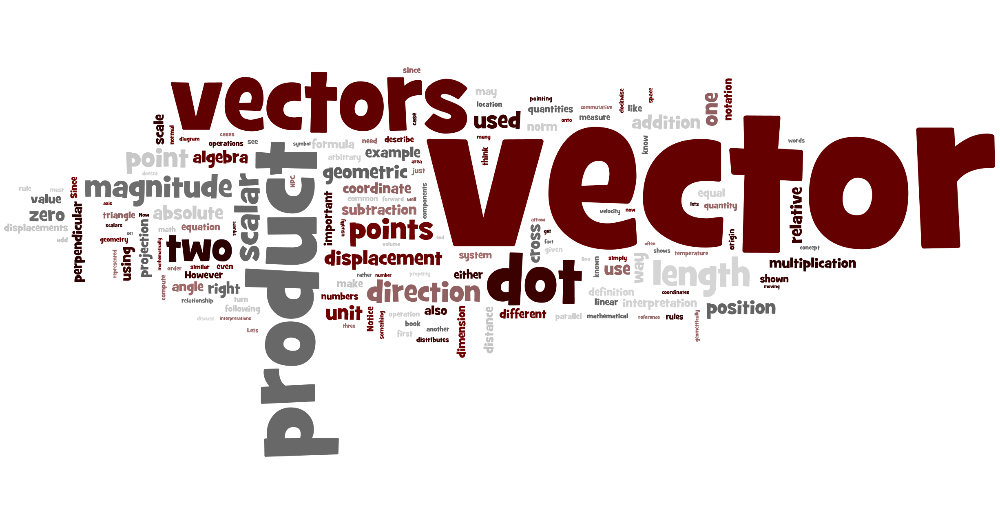 since
vectors
may
location
used
pointing
quantities
norm
onto
commutative
measure
clockwise
like
space
addition
one
notation
scale
normal
diagram
cases
operations
see
case
symbol
formula
need
describe
many
think
know
words
vector
point
algebra
product
arbitrary
example
area
doesnt
geometric
just
magnitude
scalar
NPC
coordinate
common
forward
well
components
rule
must
value
Since
zero
displacements
add
perpendicular
axis
triangle
Now
absolute
scalars
set
math
equation
square
geometry
projection
represented
using
mathematically
two
important
usually
subtraction
points
volume
end
velocity
now
equal
lets
quantity
relative
origin
arrow
cross
get
fact
given
often
shows
temperature
concept
order
similar
even
However
compute
angle
right
relationship
turn
following
discuss
interpretations
Lets
displacement
system
rather
number
property
either
make
direction
numbers
dot
line
known
simply
use
way
length
multiplication
shown
moving
definition
coordinates
linear
interpretation
position
unit
Notice
something
three
operation
also
book
another
first
distributes
dimension
distance
different
parallel
mathematical
reference
rules
geometrically